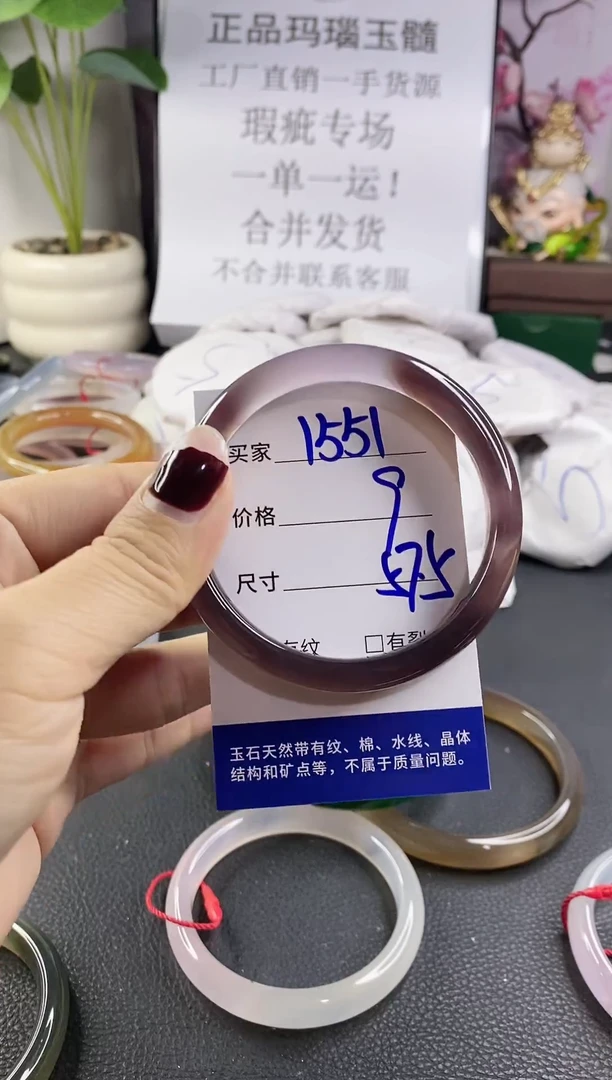 正品玛瑙玉髓
工厂直销一手货源
瑕疵专场
一单一运！
合并发货
不合并联系客服
买家 1551
价格 9
尺寸 575
有纹 □有裂
玉石天然带有纹、棉、水线、晶体
结构和矿点等，不属于质量问题。